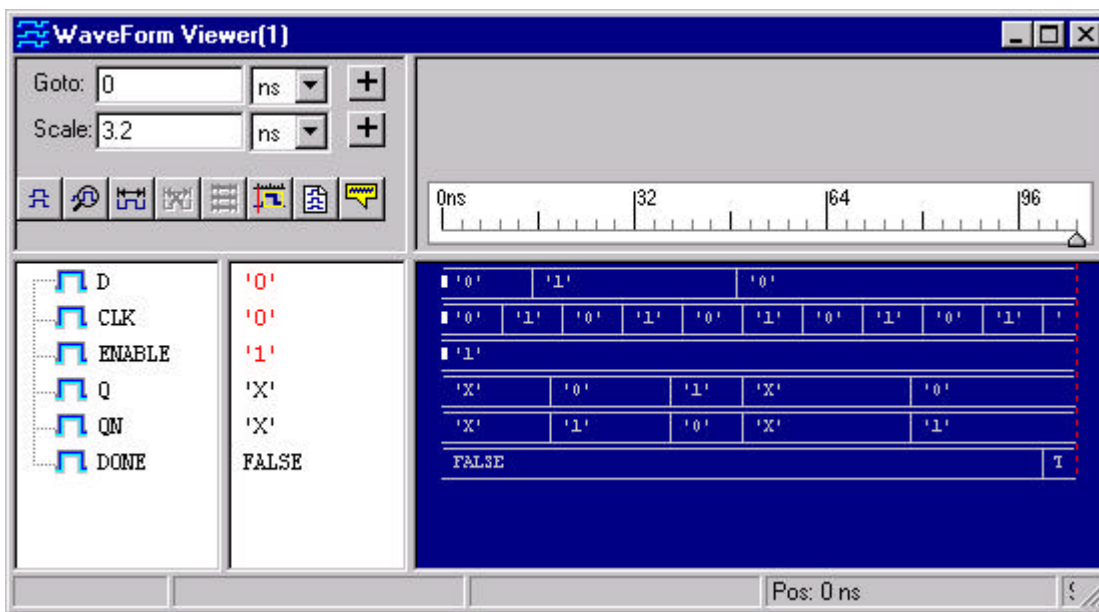 WaveForm Viewer(1)
Goto: 0 ns
Scale: 3.2 ns
0ns 32 64 96
D '0' '0' '1' '0'
CLK '0' '0' '1' '0' '1' '0' '1' '0' '1' '0' '1' '
ENABLE '1' '1'
Q 'X' 'X' '0' '1' 'X' '0'
QN 'X' 'X' '1' '0' 'X' '1'
DONE FALSE FALSE T
Pos: 0 ns